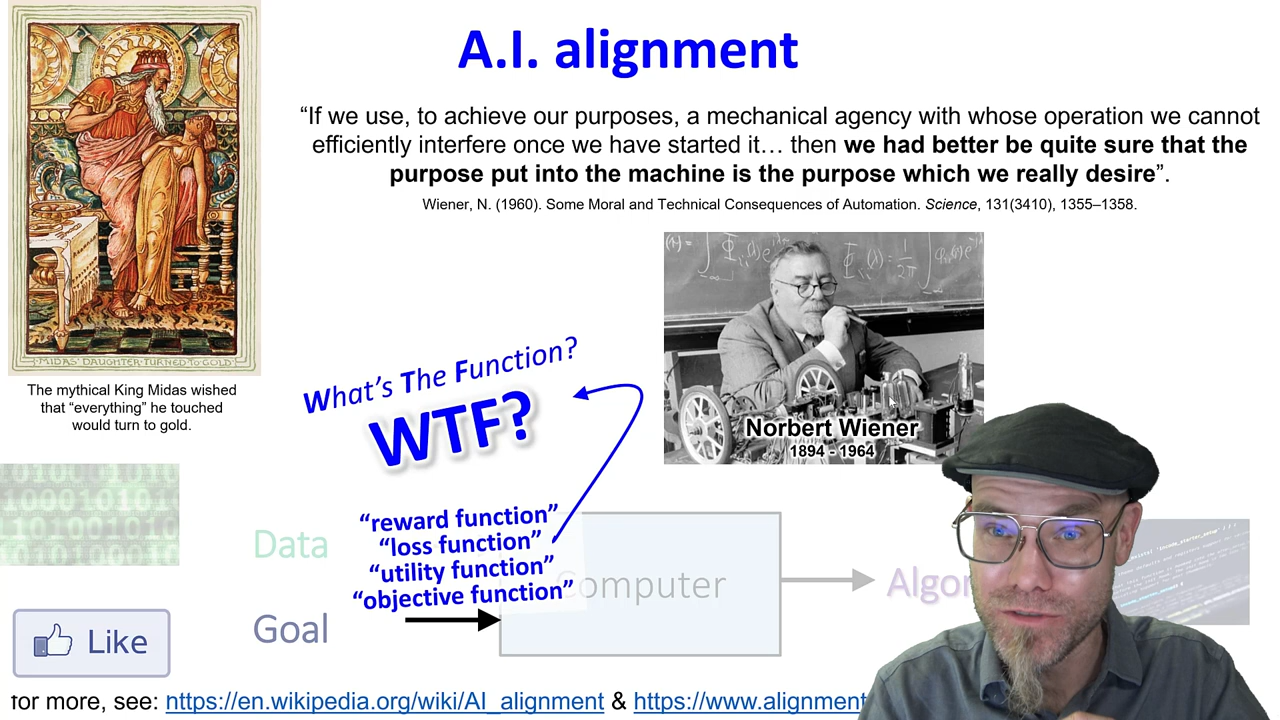 A.I. alignment
“If we use, to achieve our purposes, a mechanical agency with whose operation we cannot
efficiently interfere once we have started it… then we had better be quite sure that the
purpose put into the machine is the purpose which we really desire”.
Wiener, N. (1960). Some Moral and Technical Consequences of Automation. Science, 131(3410), 1355–1358.
MIDAS' DAUGHTER TURNED TO GOLD
The mythical King Midas wished
that “everything” he touched
would turn to gold.
What’s The Function?
WTF?
Norbert Wiener
1894 - 1964
“reward function”
“loss function”
“utility function”
“objective function”
Data
Goal
Computer
Algor
Like
for more, see: https://en.wikipedia.org/wiki/AI_alignment & https://www.alignment